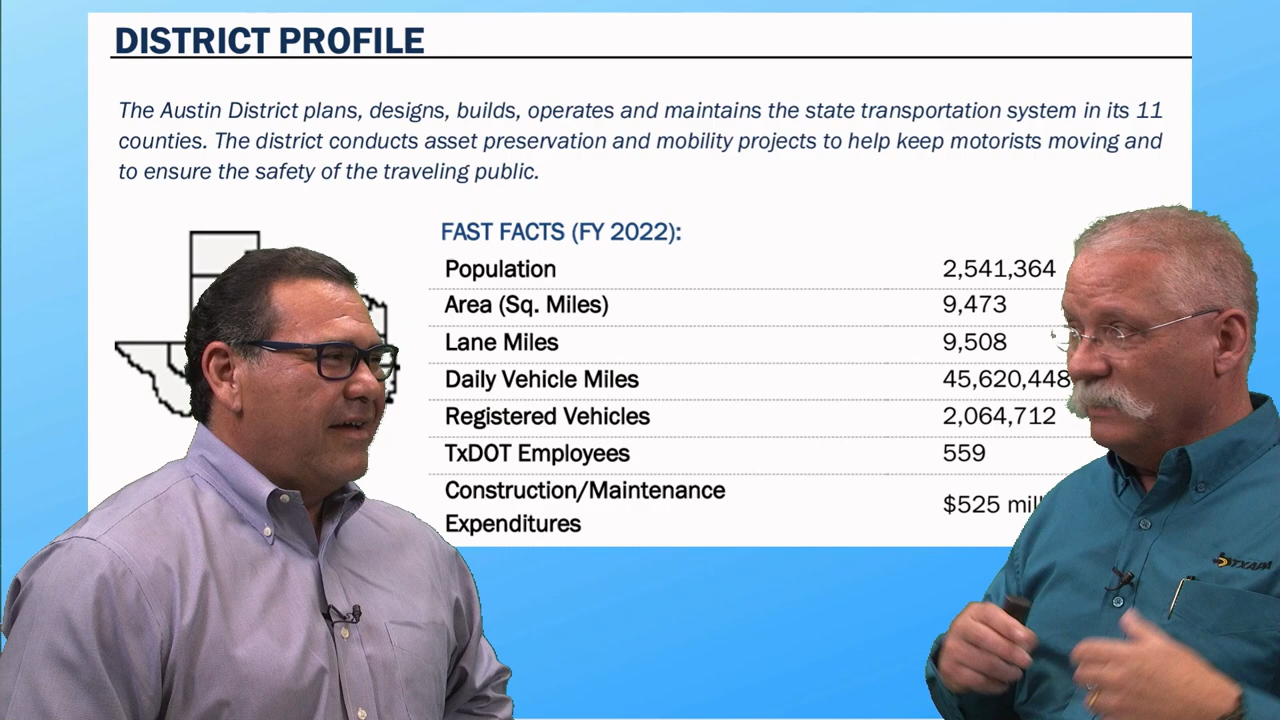 DISTRICT PROFILE
The Austin District plans, designs, builds, operates and maintains the state transportation system in its 11
counties. The district conducts asset preservation and mobility projects to help keep motorists moving and
to ensure the safety of the traveling public.
FAST FACTS (FY 2022):
Population 2,541,364
Area (Sq. Miles) 9,473
Lane Miles 9,508
Daily Vehicle Miles 45,620,448
Registered Vehicles 2,064,712
TxDOT Employees 559
Construction/Maintenance
Expenditures $525
TXAPA